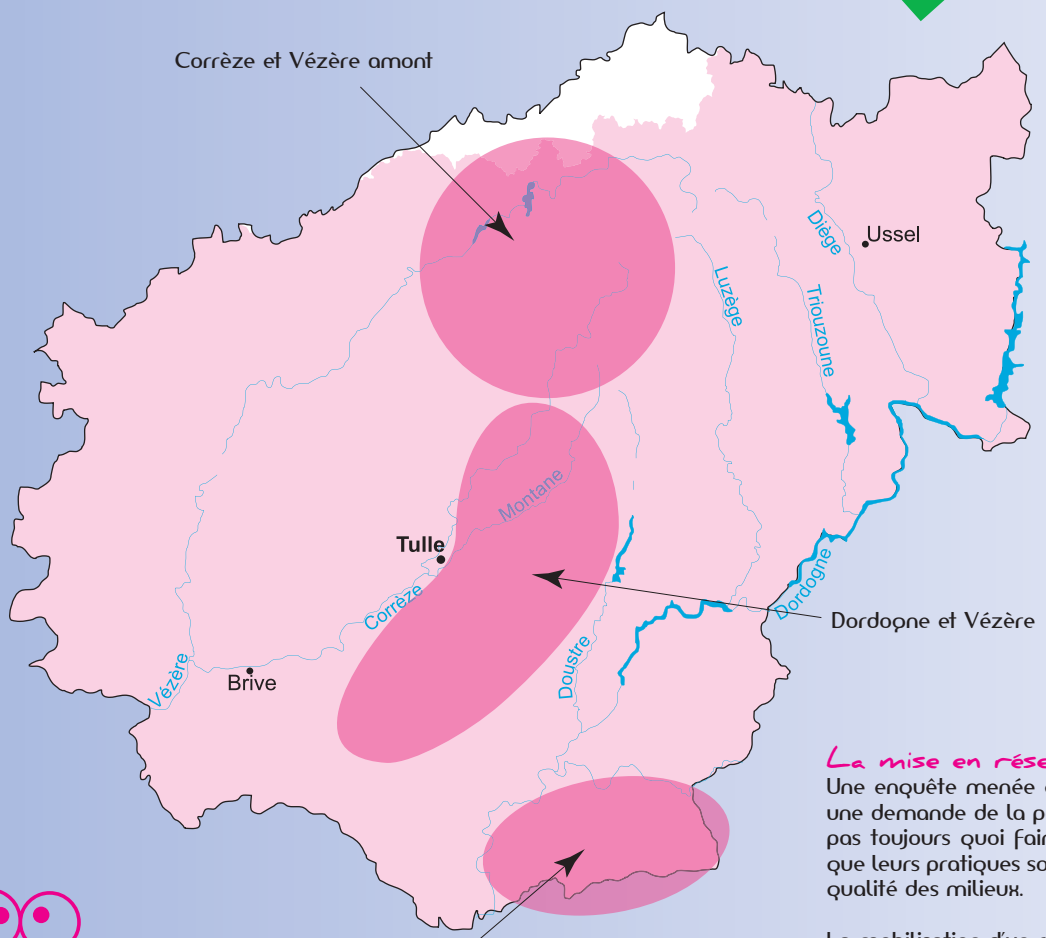 Corrèze et Vézère amont
Ussel
Diège
Triouzoune
Luzège
Montane
Tulle
Corrèze
Dordogne
Dordogne et Vézère
Doustre
Brive
Vézère
La mise en rése
Une enquête menée
une demande de la p
pas toujours quoi fair
que leurs pratiques so
qualité des milieux.